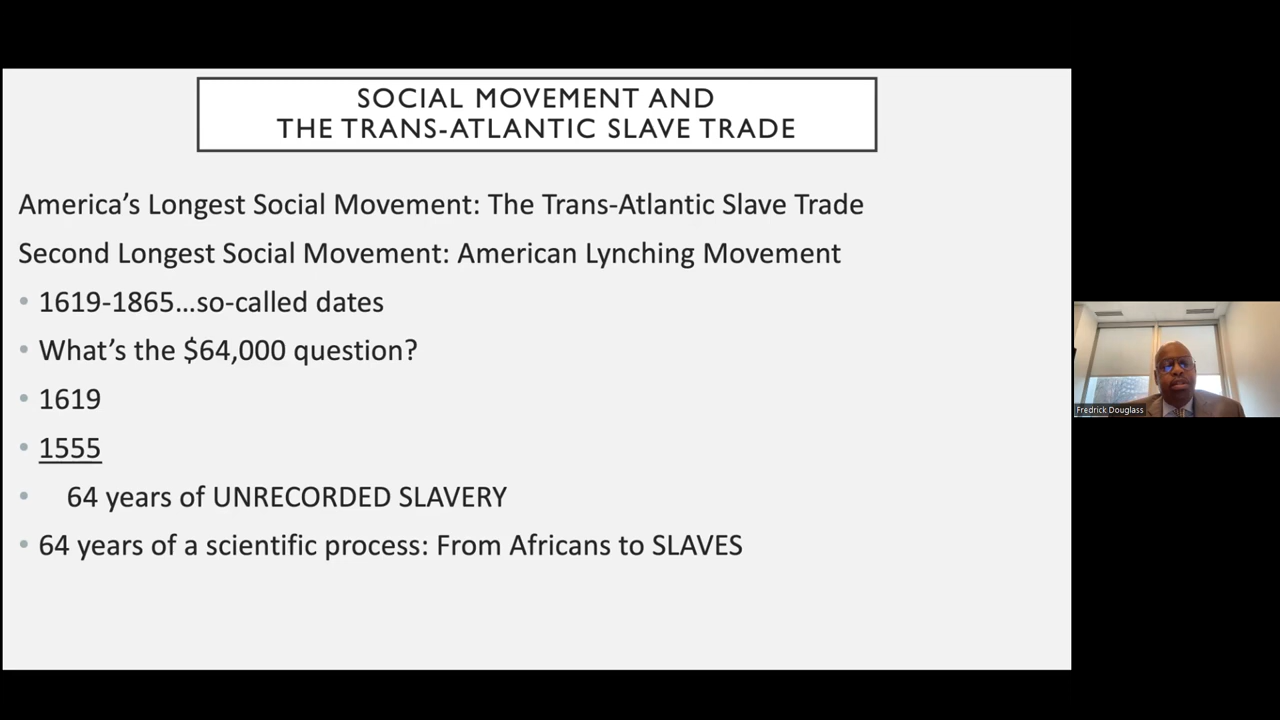 SOCIAL MOVEMENT AND
THE TRANS-ATLANTIC SLAVE TRADE
America’s Longest Social Movement: The Trans-Atlantic Slave Trade
Second Longest Social Movement: American Lynching Movement
• 1619-1865...so-called dates
• What’s the $64,000 question?
• 1619
• 1555
• 64 years of UNRECORDED SLAVERY
• 64 years of a scientific process: From Africans to SLAVES
Fredrick Douglass